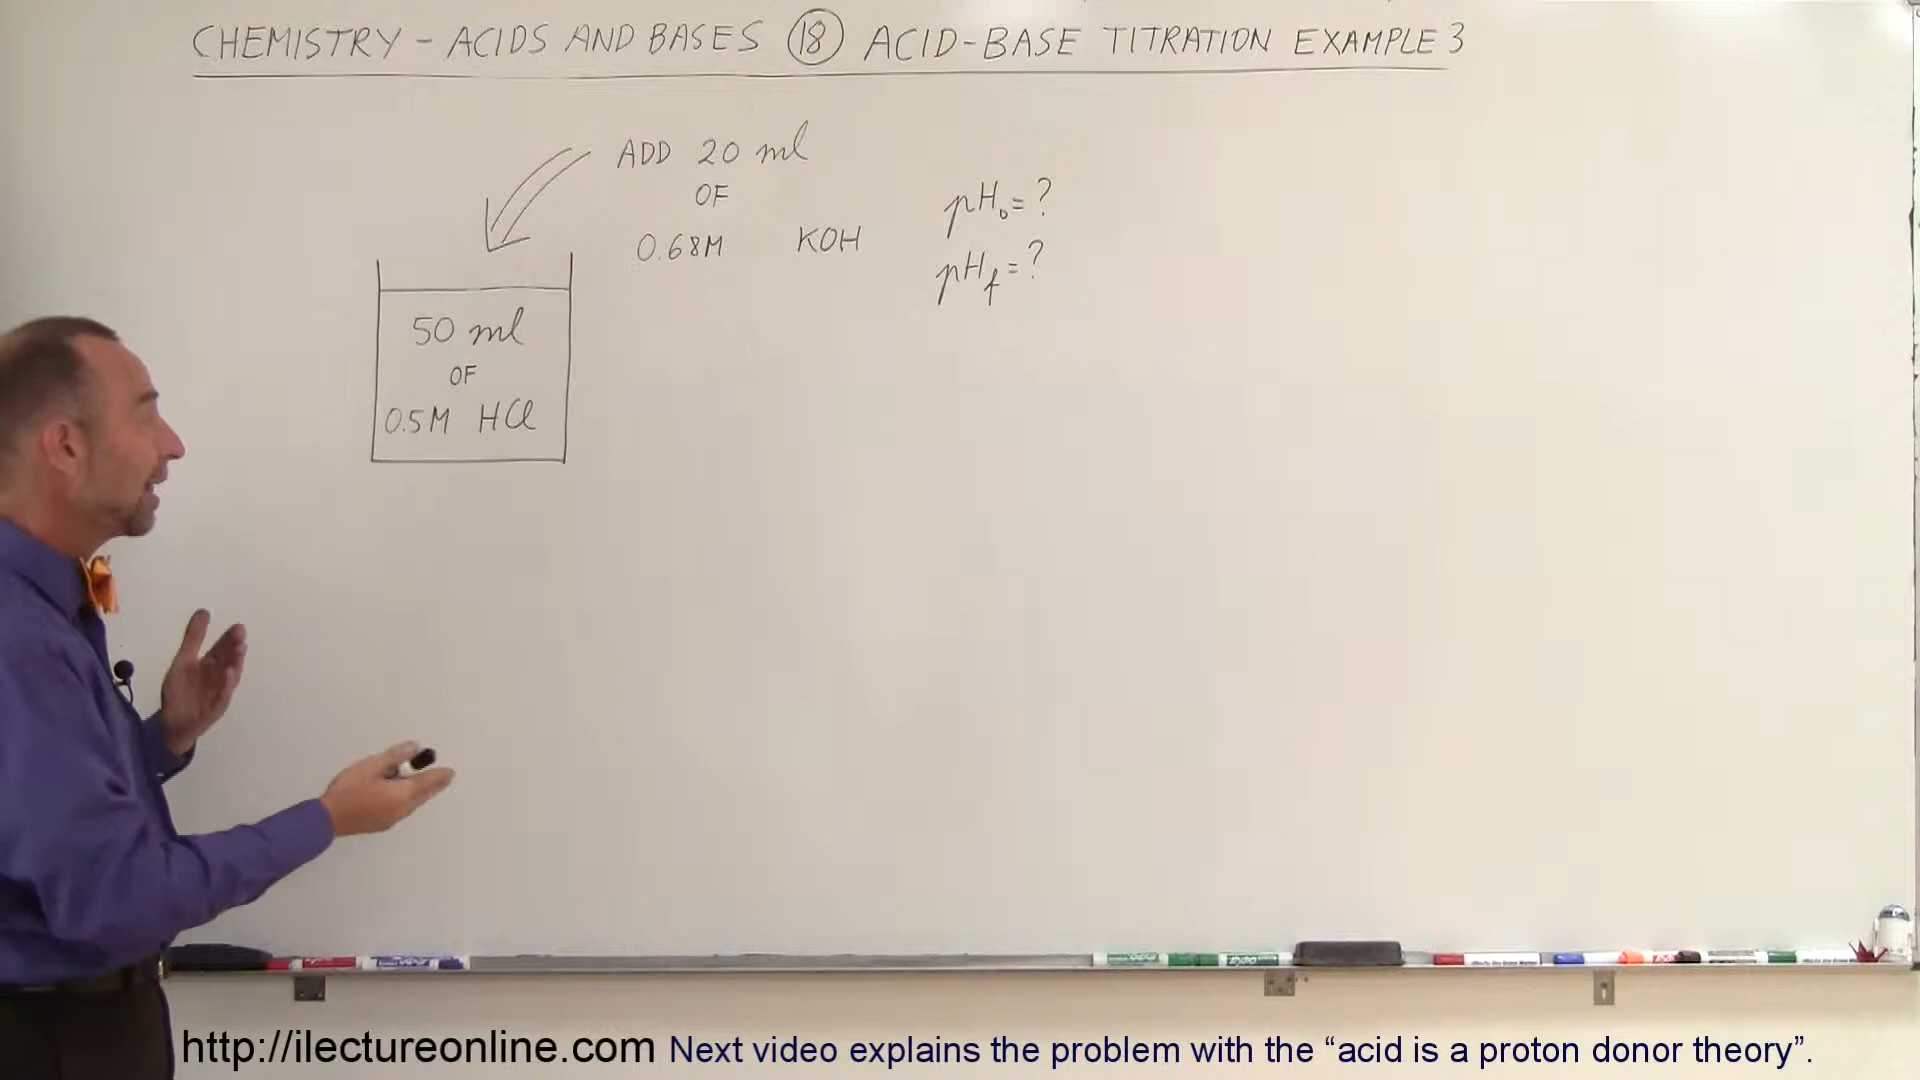 CHEMISTRY - ACIDS AND BASES 18 ACID-BASE TITRATION EXAMPLE 3
ADD 20 ml
OF
0.68M KOH
pH₀ = ?
pHf = ?
50 ml
OF
0.5M HCl
http://ilectureonline.com Next video explains the problem with the “acid is a proton donor theory”.